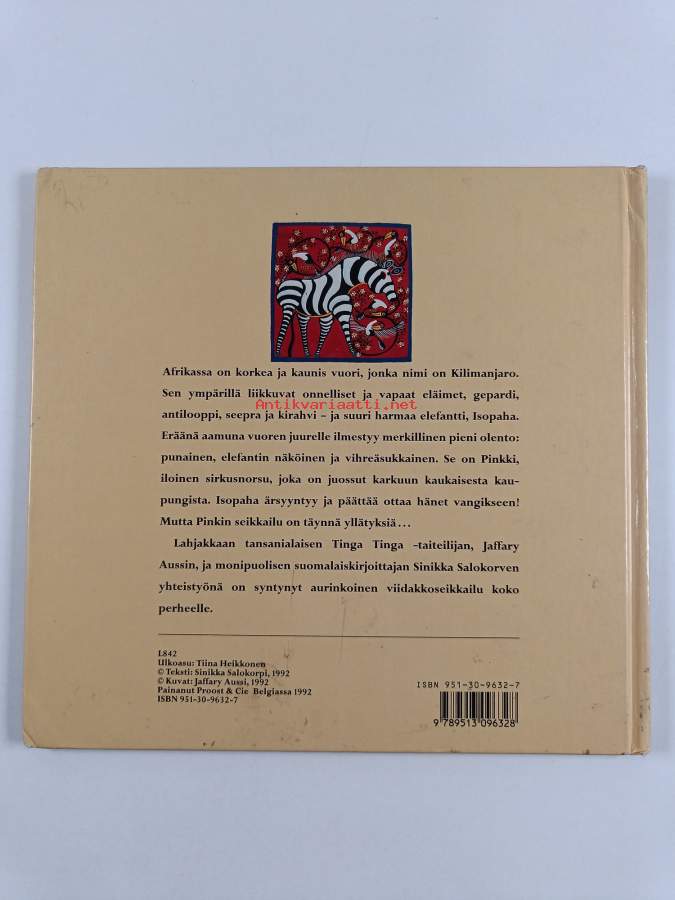 Afrikassa on korkea ja kaunis vuori, jonka nimi on Kilimanjaro.
Sen ympärillä liikkuvat onnelliset ja vapaat eläimet, gepardi,
Antikvariaatti.net
antilooppi, seepra ja kirahvi – ja suuri harmaa elefantti, Isopaha.
Eräänä aamuna vuoren juurelle ilmestyy merkillinen pieni olento:
punainen, elefantin näköinen ja vihreäsukkainen. Se on Pinkki,
iloinen sirkusnorsu, joka on juossut karkuun kaukaisesta kau-
pungista. Isopaha ärsyyntyy ja päättää ottaa hänet vangikseen!
Mutta Pinkin seikkailu on täynnä yllätyksiä...
Lahjakkaan tansanialaisen Tinga Tinga -taiteilijan, Jaffary
Aussin, ja monipuolisen suomalaiskirjoittajan Sinikka Salokorven
yhteistyönä on syntynyt aurinkoinen viidakkoseikkailu koko
perheelle.
L842
Ulkoasu: Tiina Heikkonen
© Teksti: Sinikka Salokorpi, 1992
© Kuvat: Jaffary Aussi, 1992
Painanut Proost & Cie Belgiassa 1992
ISBN 951-30-9632-7
ISBN 951-30-9632-7
9 789513 096328